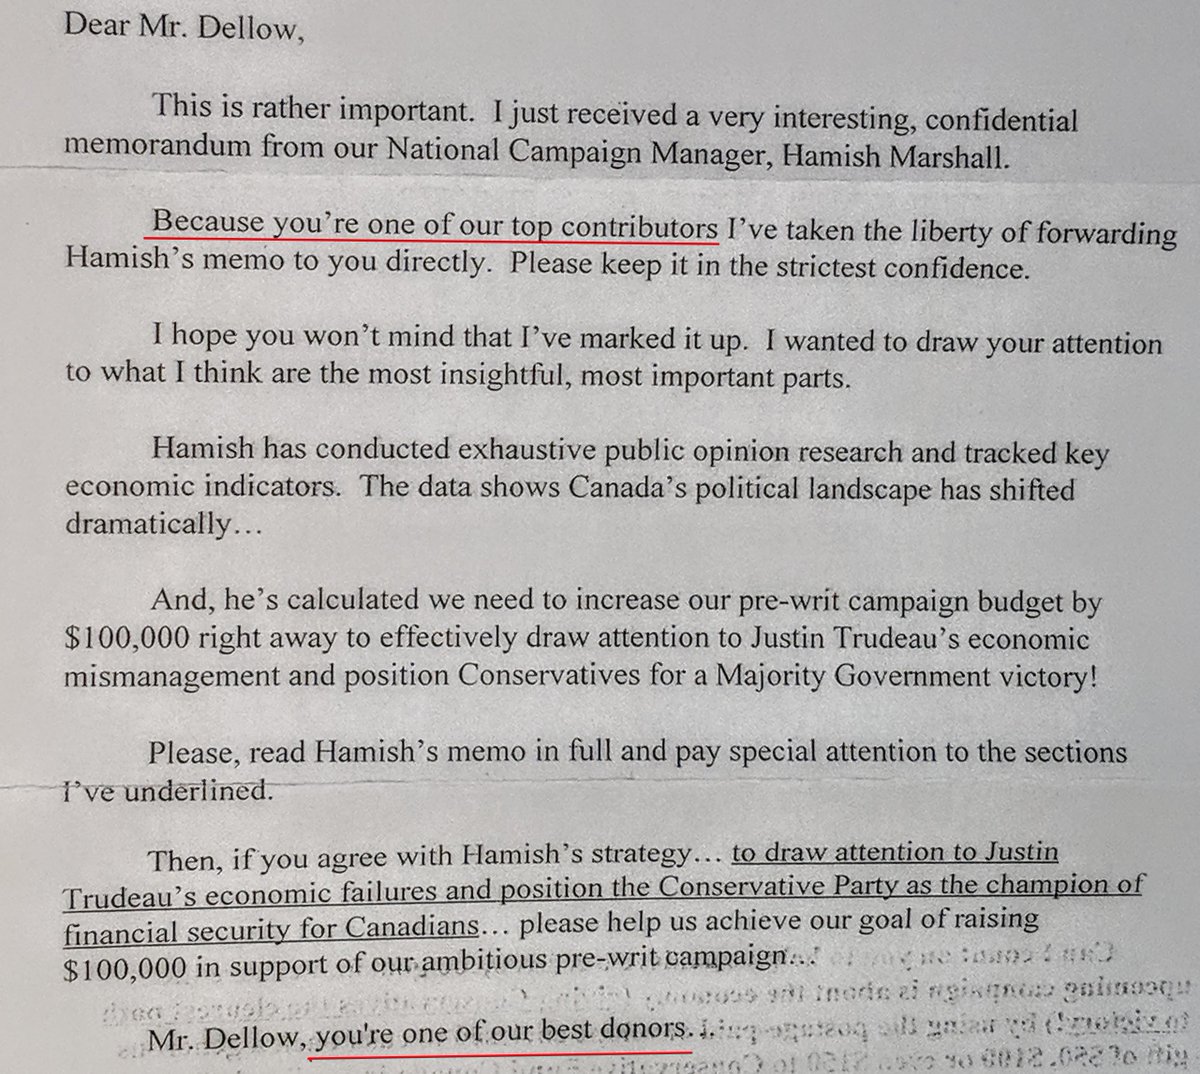 Dear Mr. Dellow,
This is rather important. I just received a very interesting, confidential
memorandum from our National Campaign Manager, Hamish Marshall.
Because you're one of our top contributors I've taken the liberty of forwarding
Hamish's memo to you directly. Please keep it in the strictest confidence.
I hope you won't mind that I've marked it up. I wanted to draw your attention
to what I think are the most insightful, most important parts.
Hamish has conducted exhaustive public opinion research and tracked key
economic indicators. The data shows Canada's political landscape has shifted
dramatically…
And, he's calculated we need to increase our pre-writ campaign budget by
$100,000 right away to effectively draw attention to Justin Trudeau's economic
mismanagement and position Conservatives for a Majority Government victory!
Please, read Hamish's memo in full and pay special attention to the sections
I've underlined.
Then, if you agree with Hamish's strategy… to draw attention to Justin
Trudeau's economic failures and position the Conservative Party as the champion of
financial security for Canadians… please help us achieve our goal of raising
$100,000 in support of our ambitious pre-writ campaign…
Mr. Dellow, you're one of our best donors.